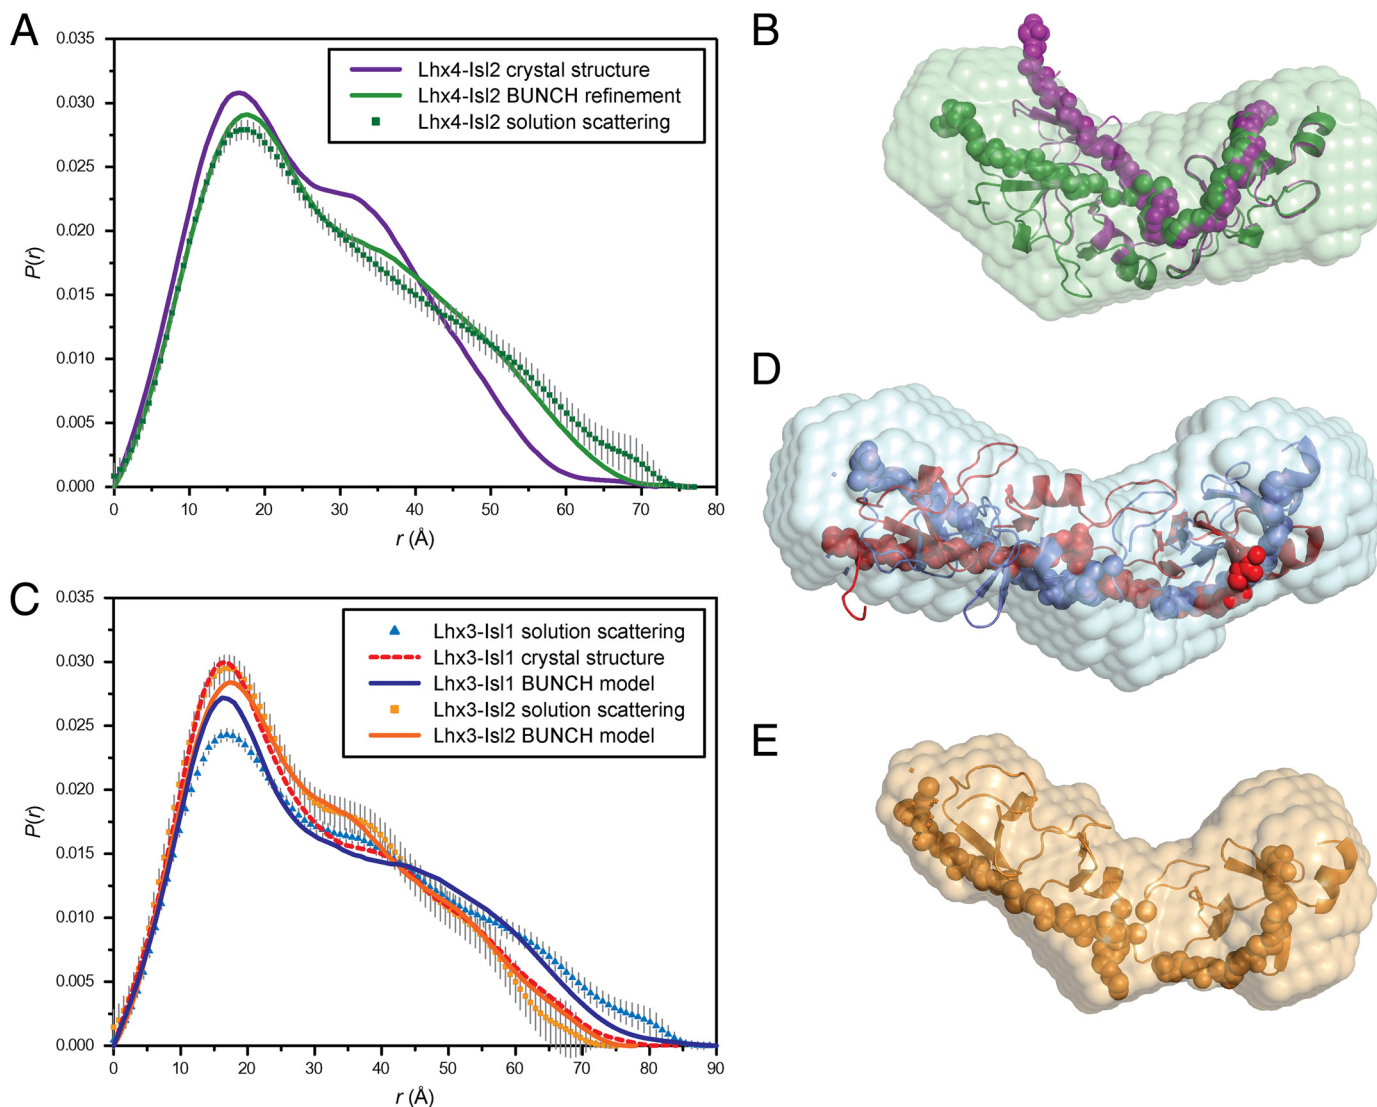 A
0.035
0.030
0.025
0.020
0.015
0.010
0.005
0.000
P(r)
0
10
20
30
40
50
60
70
80
r (Å)
Lhx4-Isl2 crystal structure
Lhx4-Isl2 BUNCH refinement
Lhx4-Isl2 solution scattering
B
C
0.035
0.030
0.025
0.020
0.015
0.010
0.005
0.000
P(r)
0
10
20
30
40
50
60
70
80
90
r (Å)
Lhx3-Isl1 solution scattering
Lhx3-Isl1 crystal structure
Lhx3-Isl1 BUNCH model
Lhx3-Isl2 solution scattering
Lhx3-Isl2 BUNCH model
D
E